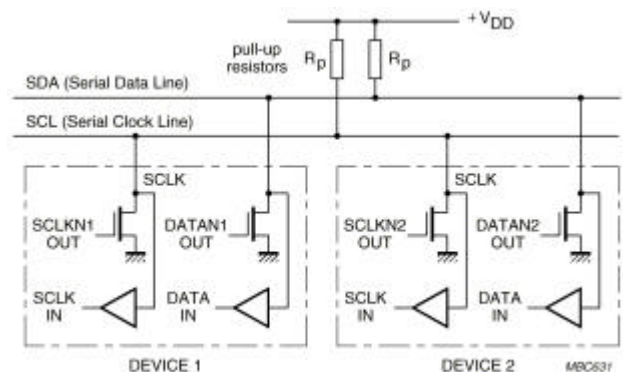 +VDD
pull-up
resistors
Rp
Rp
SDA (Serial Data Line)
SCL (Serial Clock Line)
SCLK
SCLKN1
OUT
DATAN1
OUT
SCLK
IN
DATA
IN
DEVICE 1
SCLK
SCLKN2
OUT
DATAN2
OUT
SCLK
IN
DATA
IN
DEVICE 2
MBC631